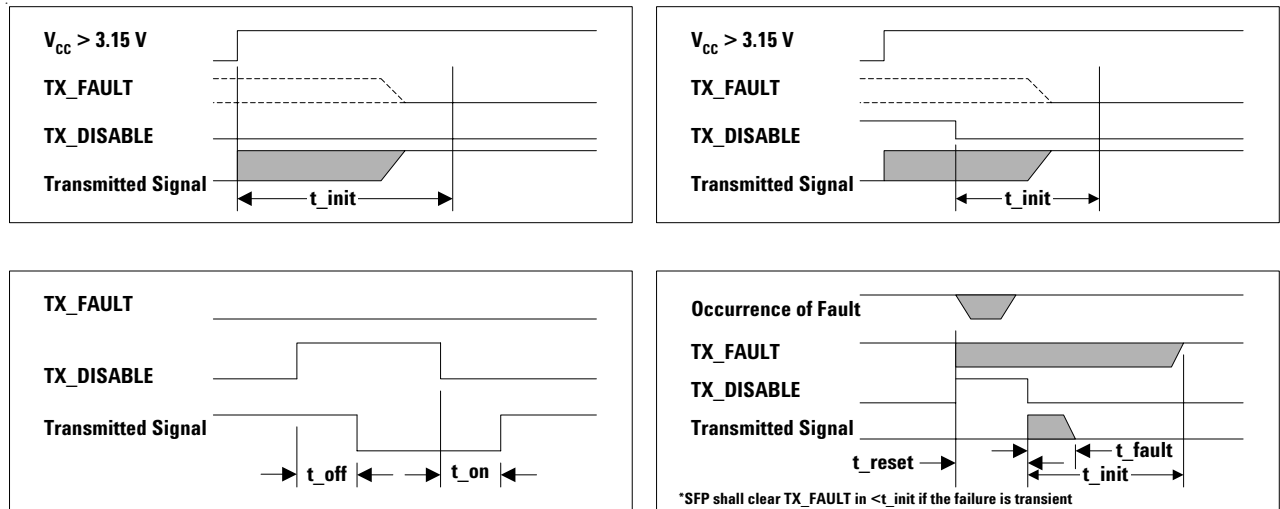 V_CC > 3.15 V
TX_FAULT
TX_DISABLE
Transmitted Signal
t_init
V_CC > 3.15 V
TX_FAULT
TX_DISABLE
Transmitted Signal
t_init
TX_FAULT
TX_DISABLE
Transmitted Signal
t_off
t_on
Occurrence of Fault
TX_FAULT
TX_DISABLE
Transmitted Signal
t_reset
t_fault
t_init
*SFP shall clear TX_FAULT in <t_init if the failure is transient